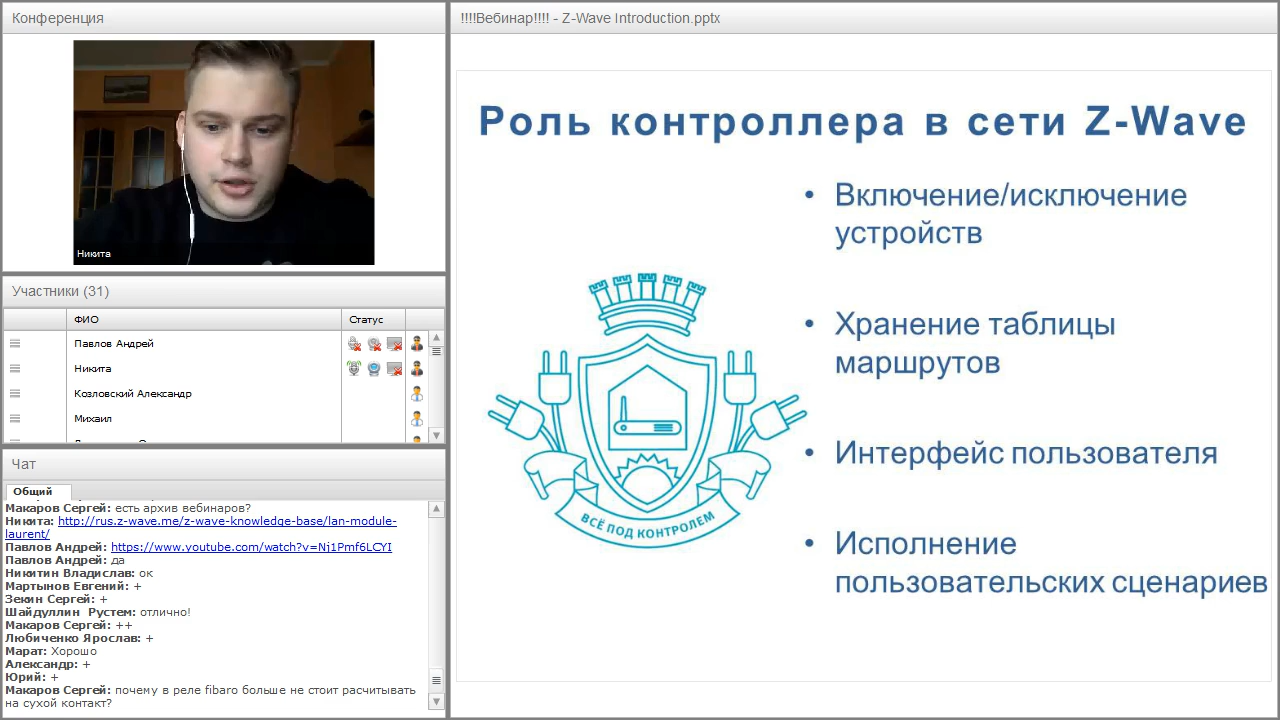 Конференция
Никита
Участники (31)
ФИО
Статус
Павлов Андрей
Никита
Козловский Александр
Михаил
Чат
Общий
Макаров Сергей: есть архив вебинаров?
Никита: http://rus.z-wave.me/z-wave-knowledge-base/lan-module-
laurent/
Павлов Андрей: https://www.youtube.com/watch?v=Nj1Pmf6LCYI
Павлов Андрей: да
Никитин Владислав: ок
Мартынов Евгений: +
Зекин Сергей: +
Шайдуллин Рустем: отлично!
Макаров Сергей: ++
Любиченко Ярослав: +
Марат: Хорошо
Александр: +
Юрий: +
Макаров Сергей: почему в реле fibaro больше не стоит расчитывать
на сухой контакт?
!!!!Вебинар!!!! - Z-Wave Introduction.pptx
Роль контроллера в сети Z-Wave
• Включение/исключение
устройств
• Хранение таблицы
маршрутов
• Интерфейс пользователя
• Исполнение
пользовательских сценариев
ВСЁ ПОД КОНТРОЛЕМ